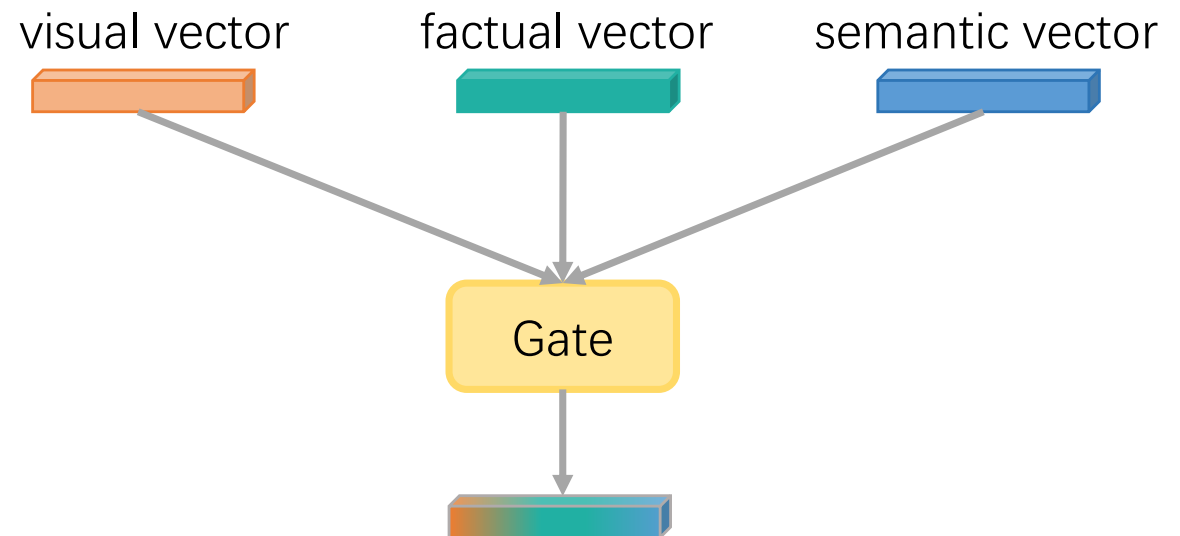 visual vector
factual vector
semantic vector
Gate